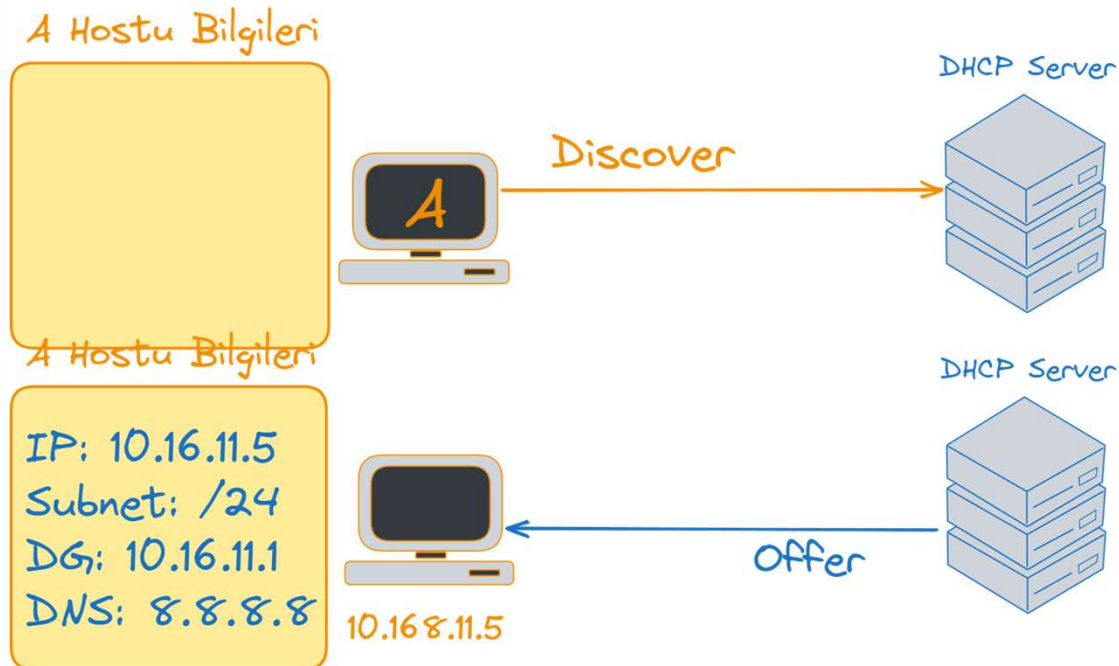 A Hostu Bilgileri
DHCP Server
Discover
A
A Hostu Bilgileri
DHCP Server
IP: 10.16.11.5
Subnet: /24
DG: 10.16.11.1
DNS: 8.8.8.8
Offer
10.168.11.5